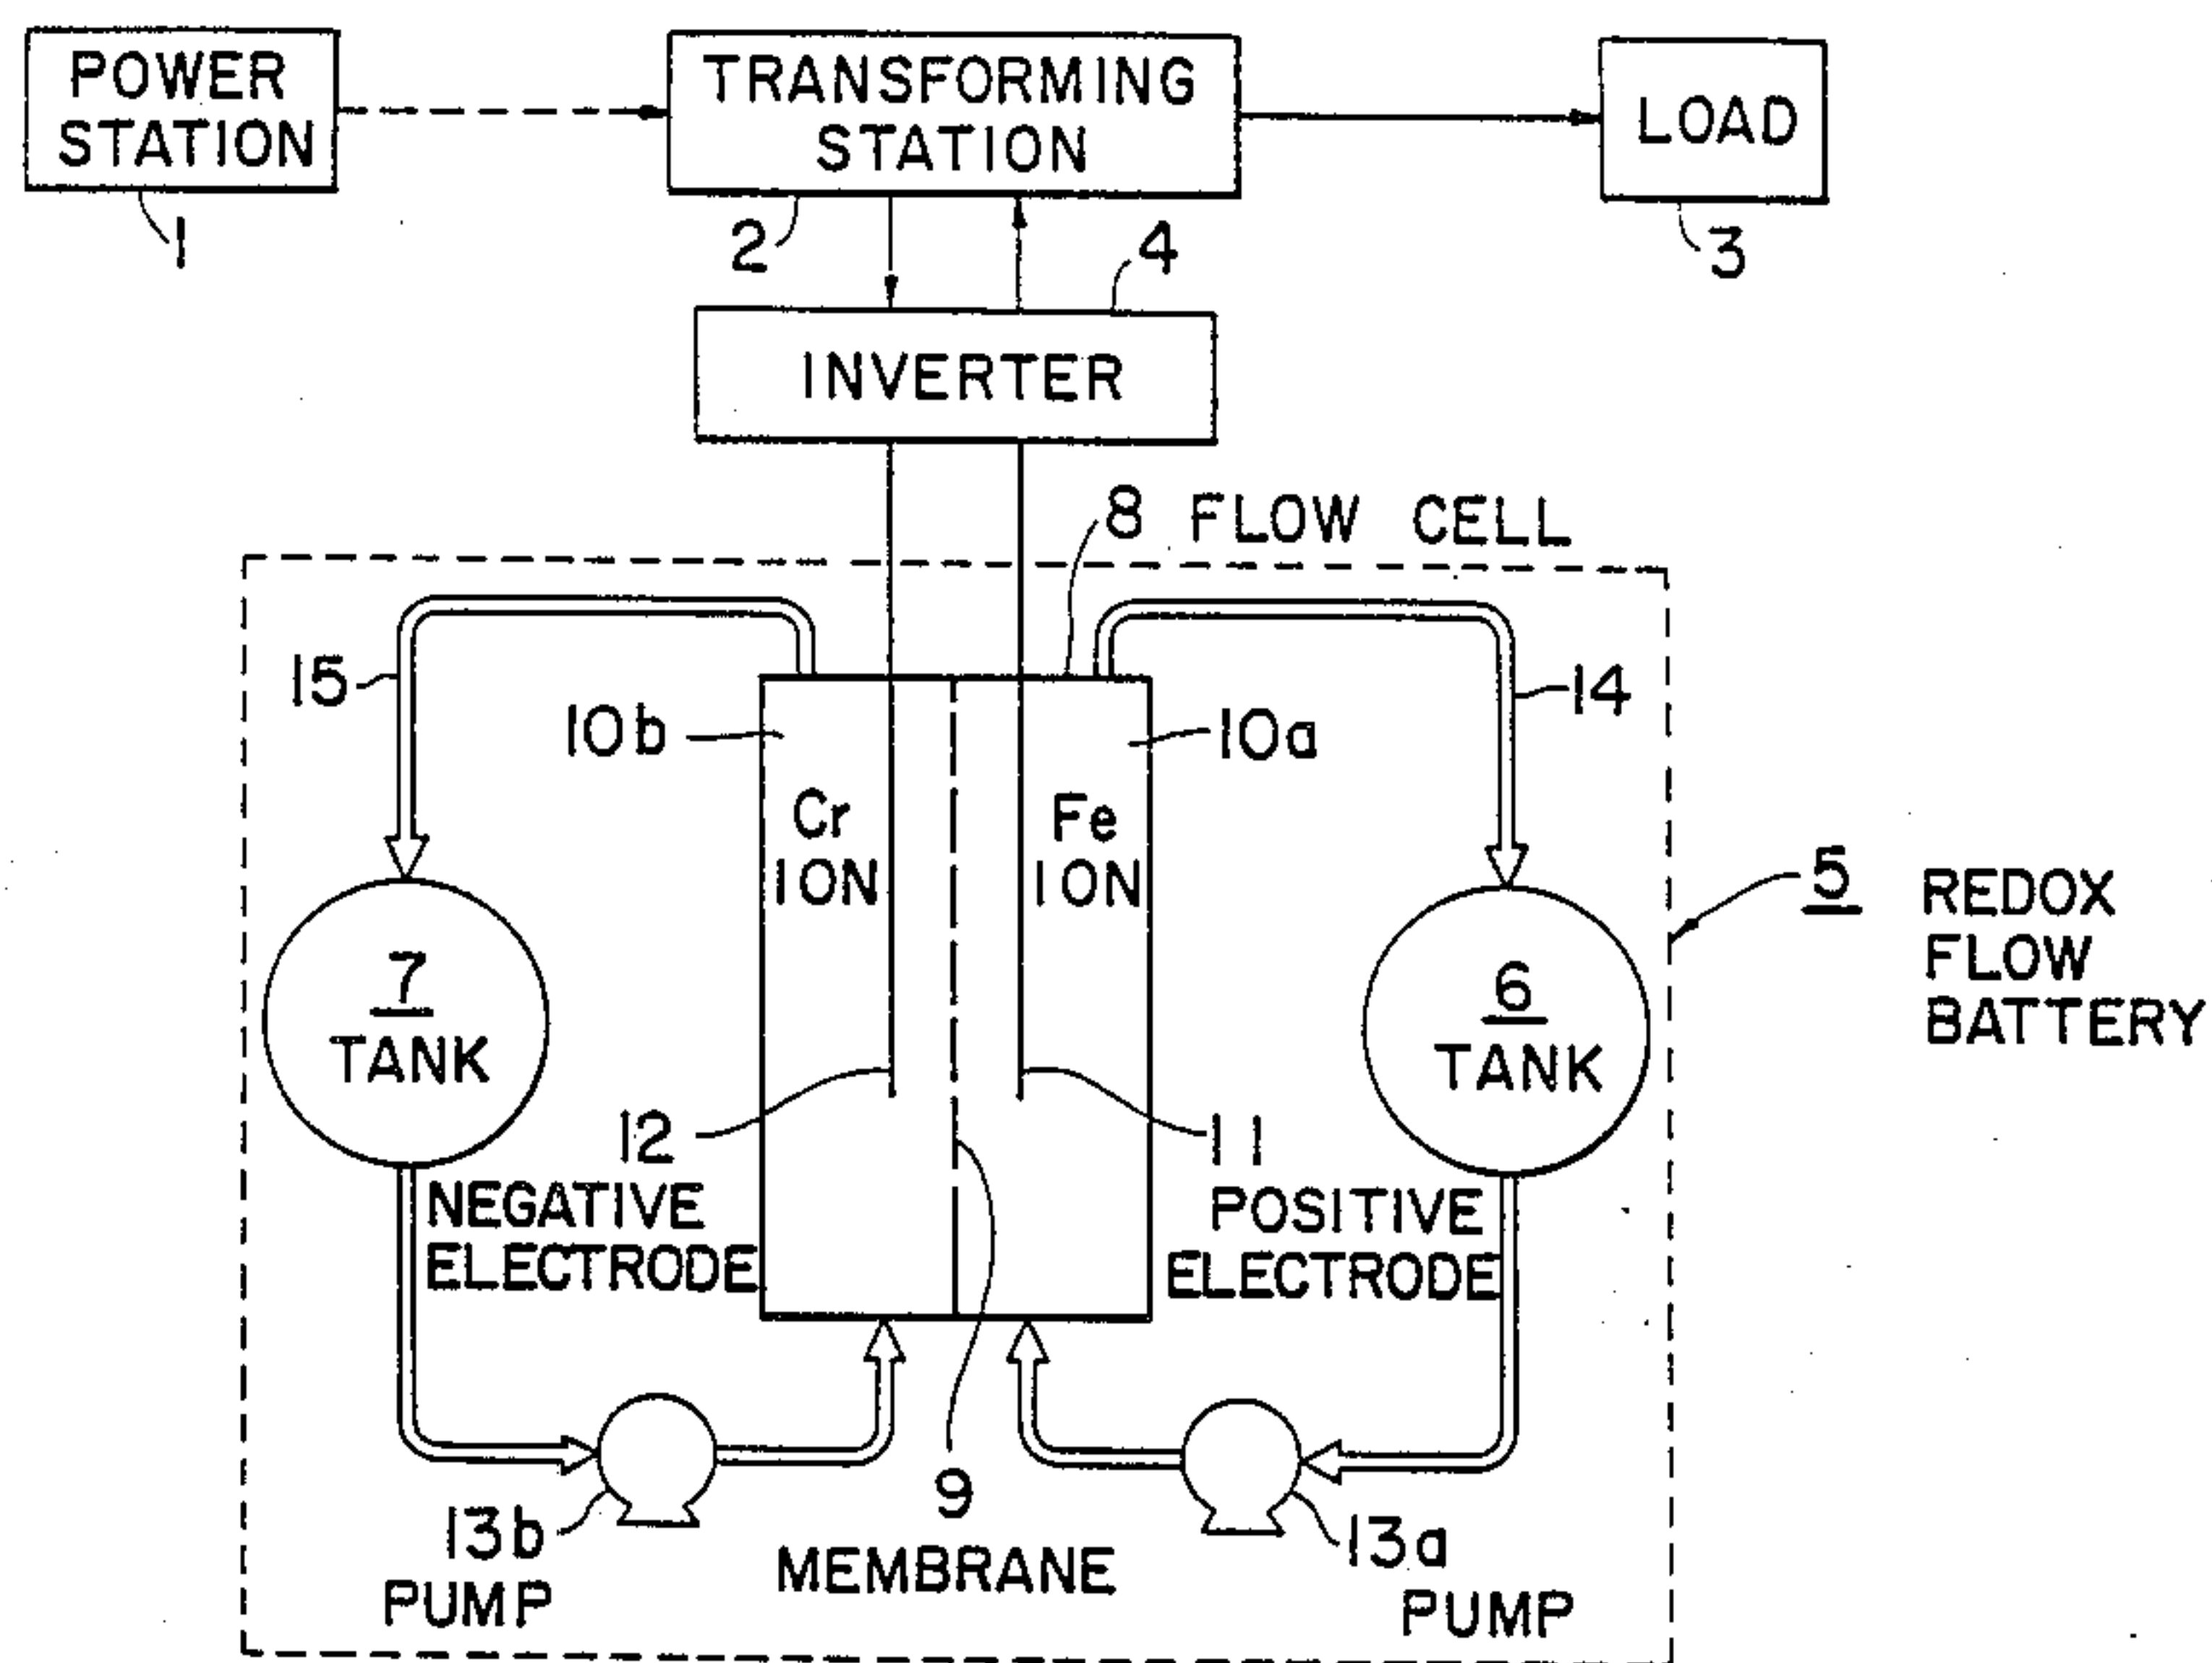 POWER
STATION
TRANSFORMING
STATION
LOAD
1
2
4
3
INVERTER
8 FLOW CELL
15
14
10b
10a
Cr
ION
Fe
ION
5 REDOX
FLOW
BATTERY
7
TANK
6
TANK
12
NEGATIVE
ELECTRODE
11
POSITIVE
ELECTRODE
9
MEMBRANE
13b
PUMP
13a
PUMP